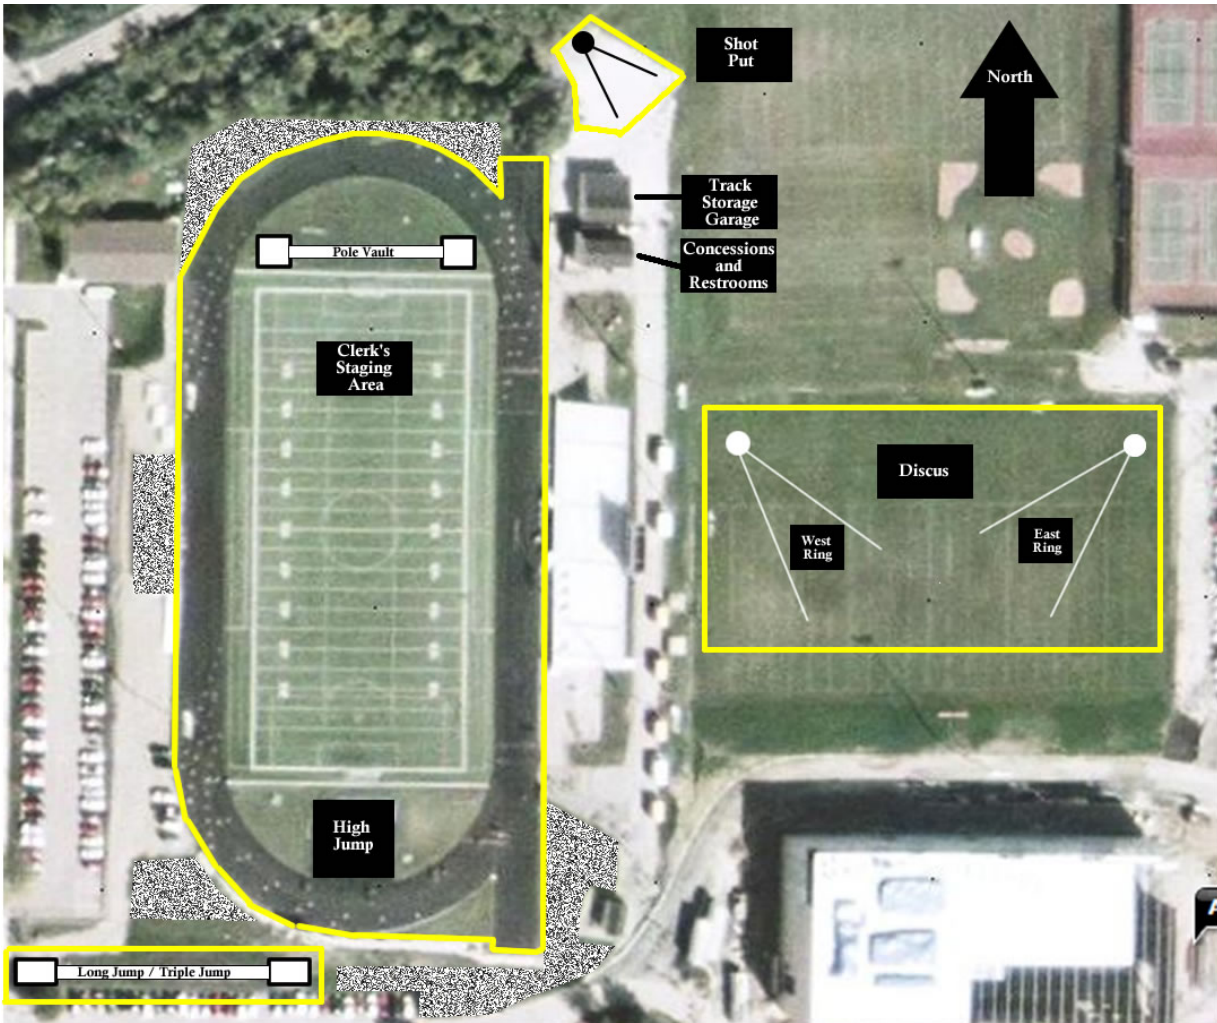 Shot
Put
North
Track
Storage
Garage
Concessions
and
Restrooms
Pole Vault
Clerk's
Staging
Area
Discus
West
Ring
East
Ring
High
Jump
Long Jump / Triple Jump
A